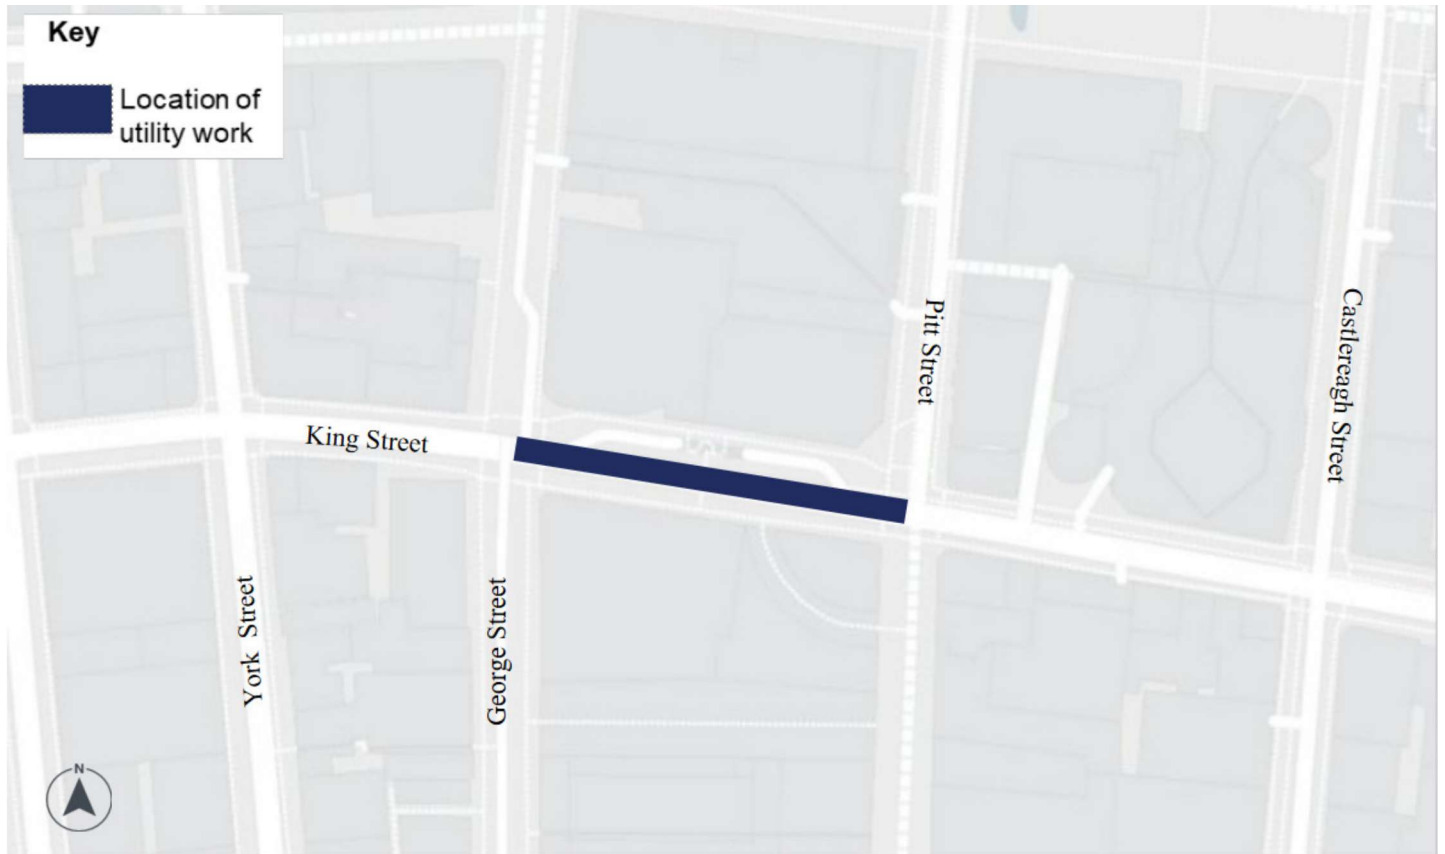 Key
Location of
utility work
Pitt Street
Castlereagh Street
King Street
York Street
George Street
N